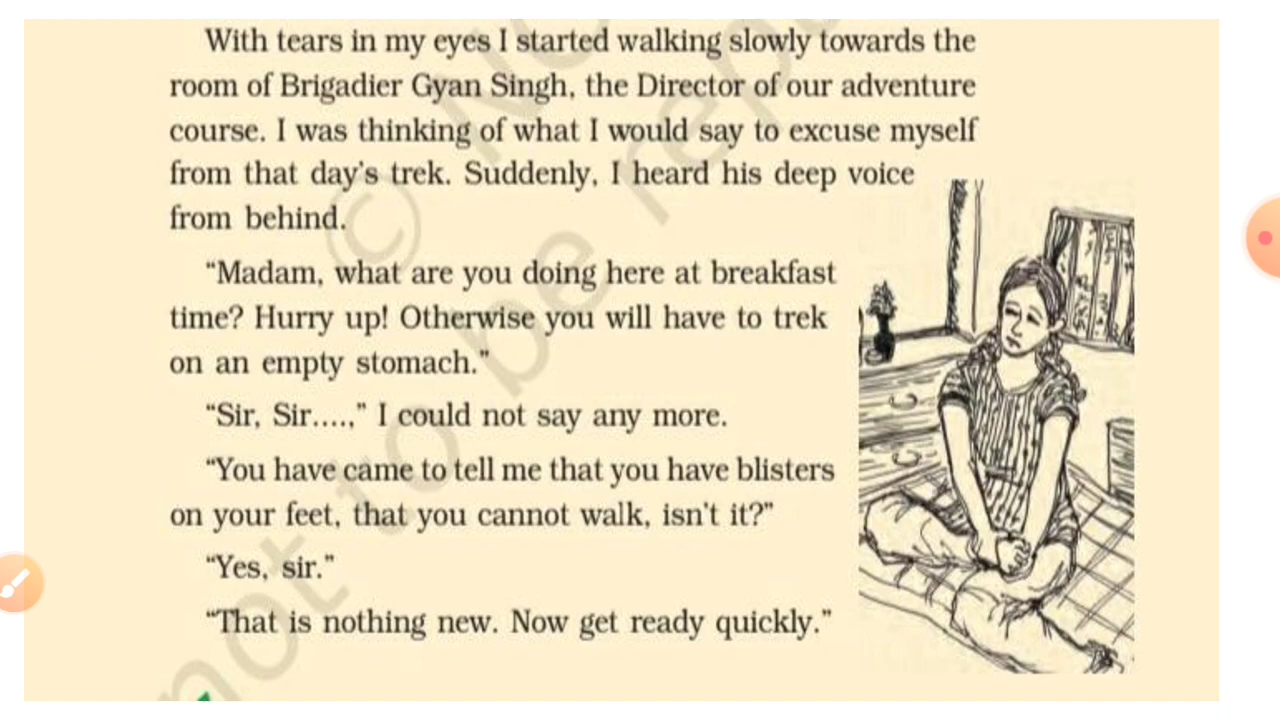 With tears in my eyes I started walking slowly towards the
room of Brigadier Gyan Singh, the Director of our adventure
course. I was thinking of what I would say to excuse myself
from that day's trek. Suddenly, I heard his deep voice
from behind.
“Madam, what are you doing here at breakfast
time? Hurry up! Otherwise you will have to trek
on an empty stomach.”
“Sir, Sir....,” I could not say any more.
“You have came to tell me that you have blisters
on your feet, that you cannot walk, isn't it?”
“Yes, sir.”
“That is nothing new. Now get ready quickly.”
© NC
not to be repu